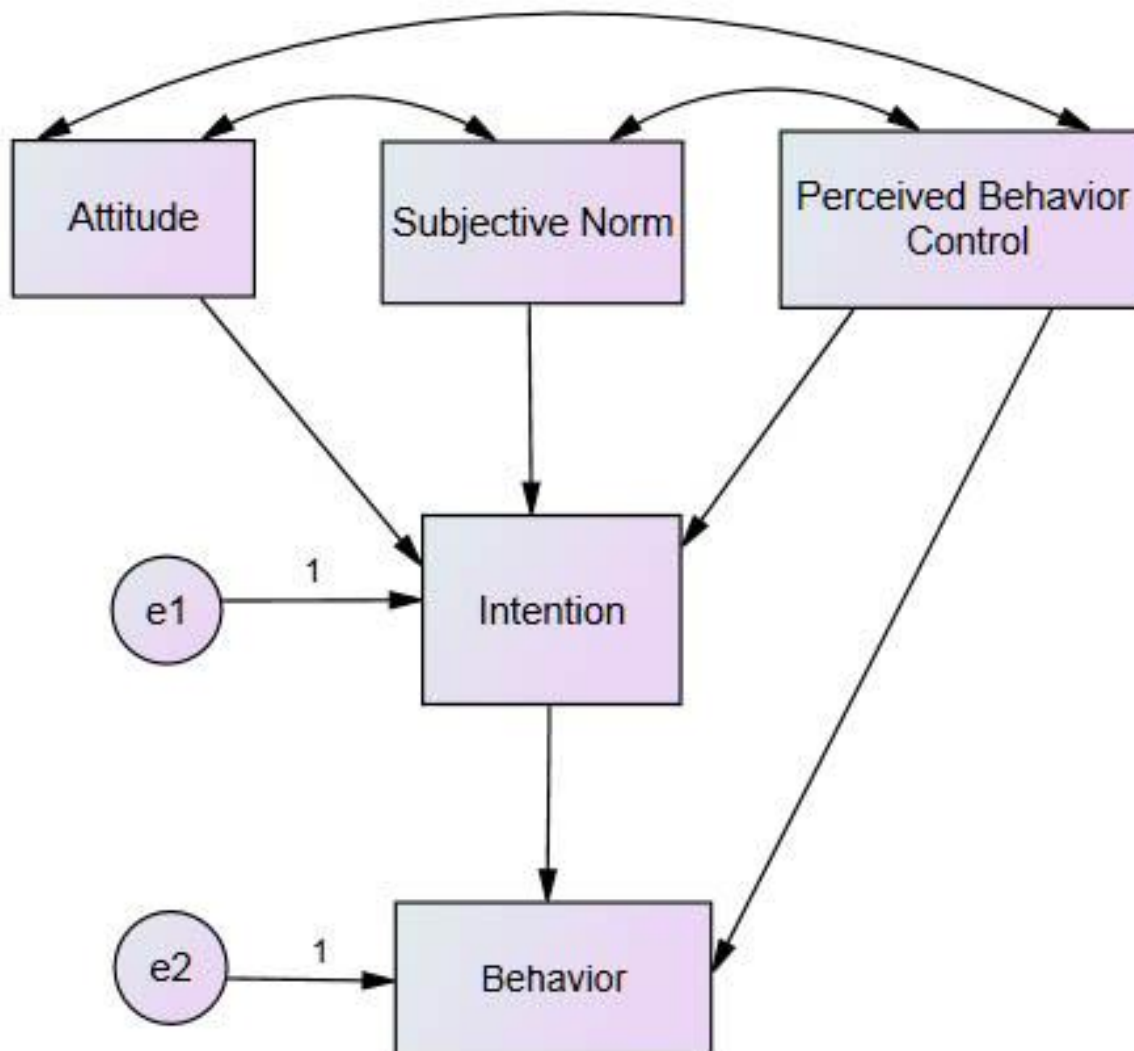 Attitude
Subjective Norm
Perceived Behavior
Control
1
e1
Intention
1
e2
Behavior